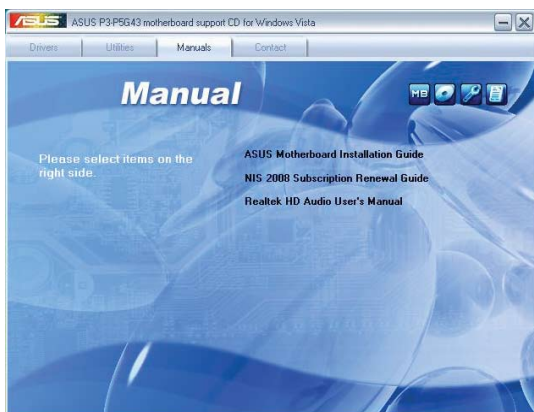 ASUS ASUS P3-P5G43 motherboard support CD for Windows Vista
Drivers Utilities Manuals Contact
Manual
MB
Please select items on the
right side.
ASUS Motherboard Installation Guide
NIS 2008 Subscription Renewal Guide
Realtek HD Audio User's Manual